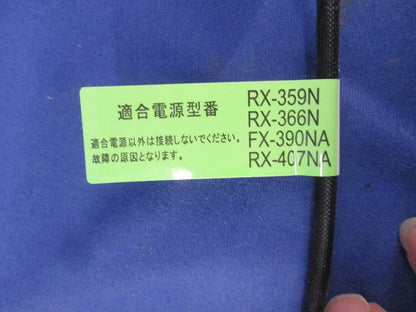 適合電源型番
適合電源以外は接続しないでください。
故障の原因となります。
RX-359N
RX-366N
FX-390NA
RX-407NA